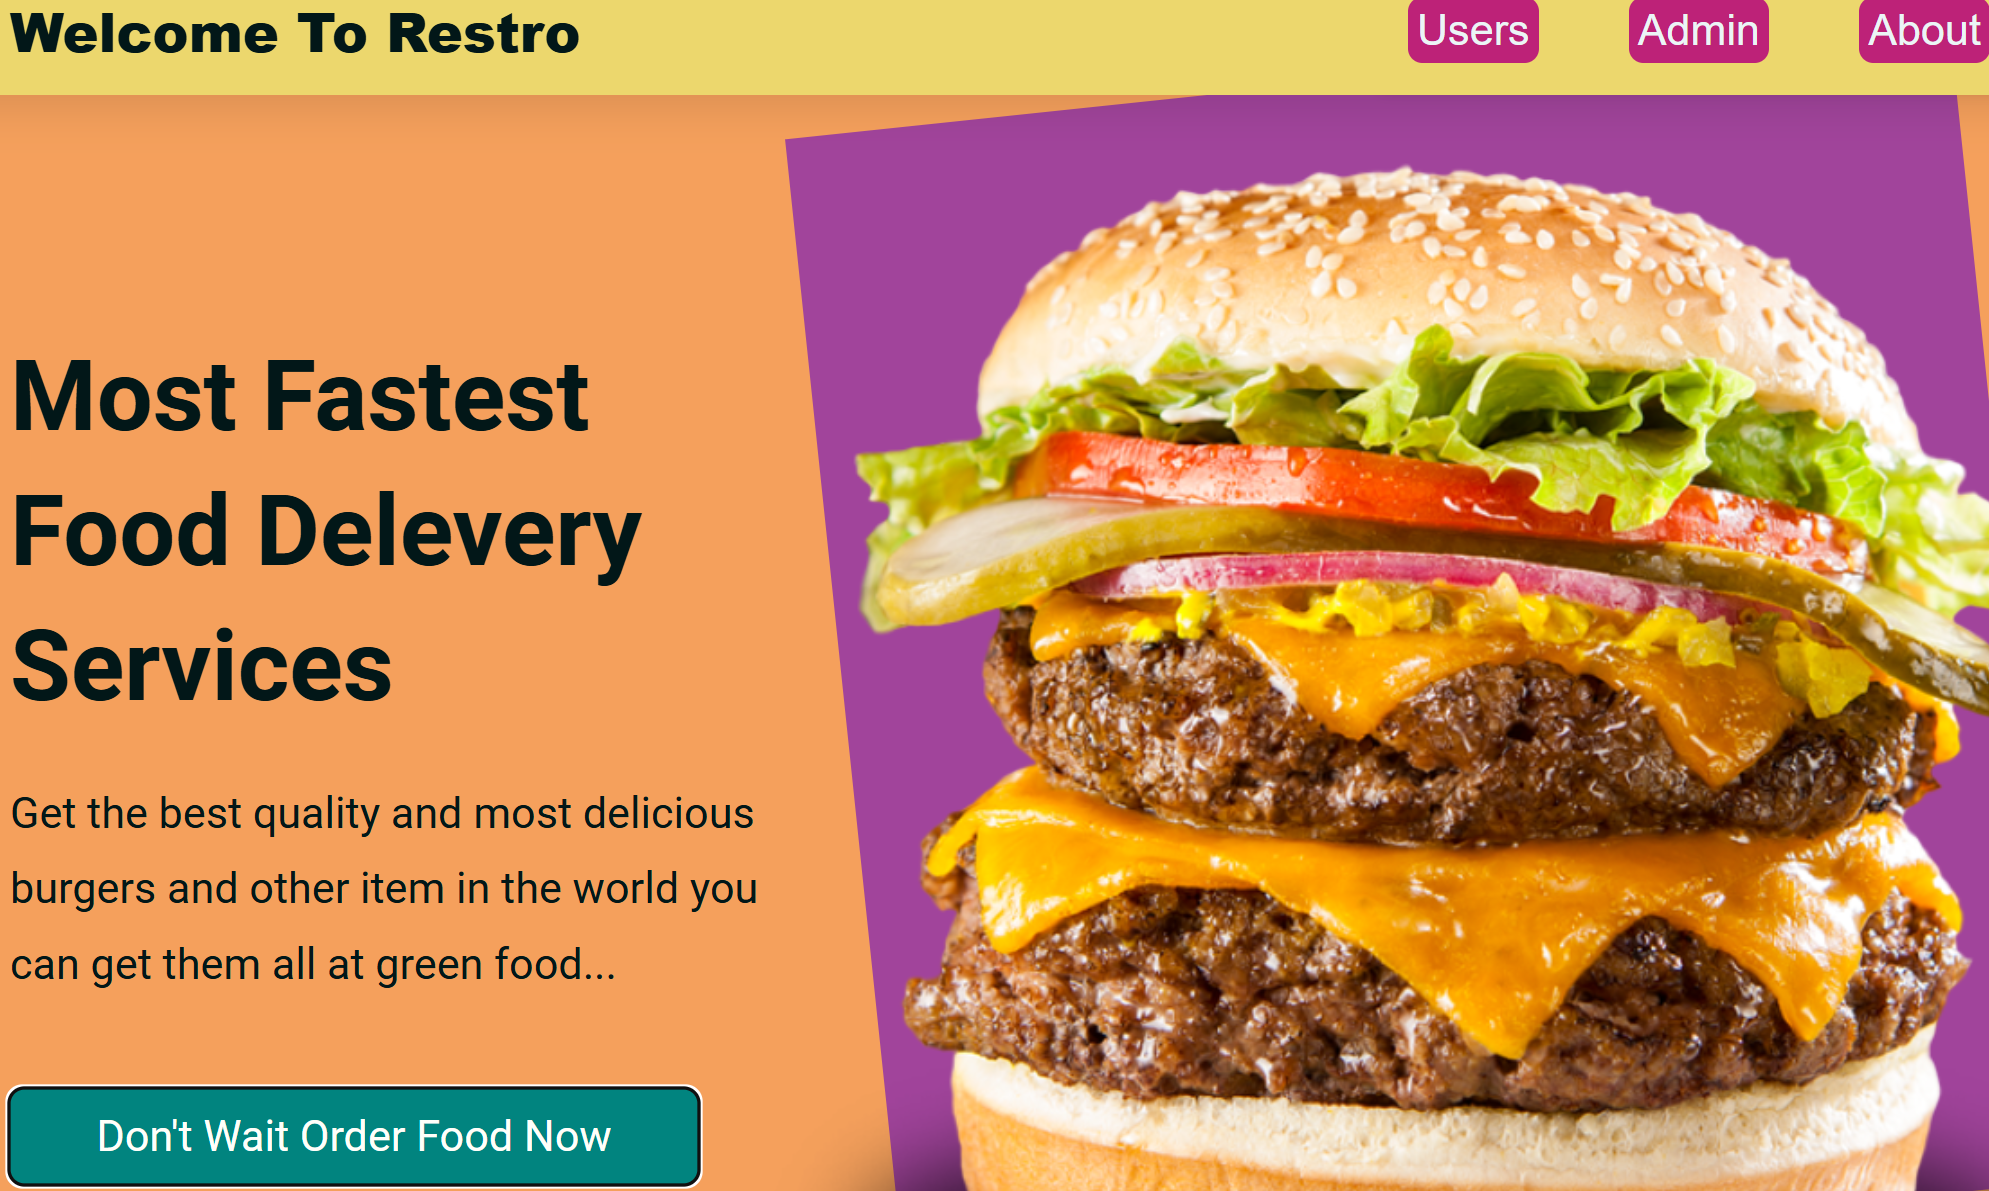 Welcome To Restro
Users
Admin
About
Most Fastest
Food Delevery
Services
Get the best quality and most delicious
burgers and other item in the world you
can get them all at green food...
Don't Wait Order Food Now